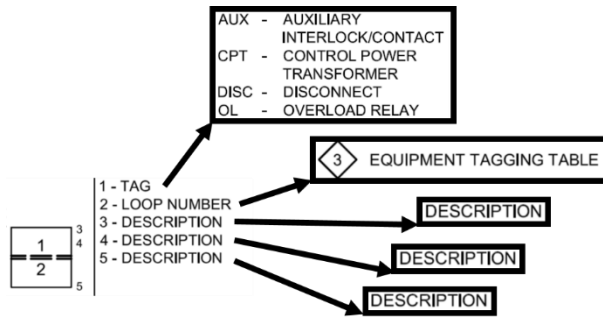 AUX - AUXILIARY
INTERLOCK/CONTACT
CPT - CONTROL POWER
TRANSFORMER
DISC - DISCONNECT
OL - OVERLOAD RELAY
3 EQUIPMENT TAGGING TABLE
1 - TAG
2 - LOOP NUMBER
3 - DESCRIPTION
4 - DESCRIPTION
5 - DESCRIPTION
DESCRIPTION
DESCRIPTION
DESCRIPTION
1
2
3
4
5